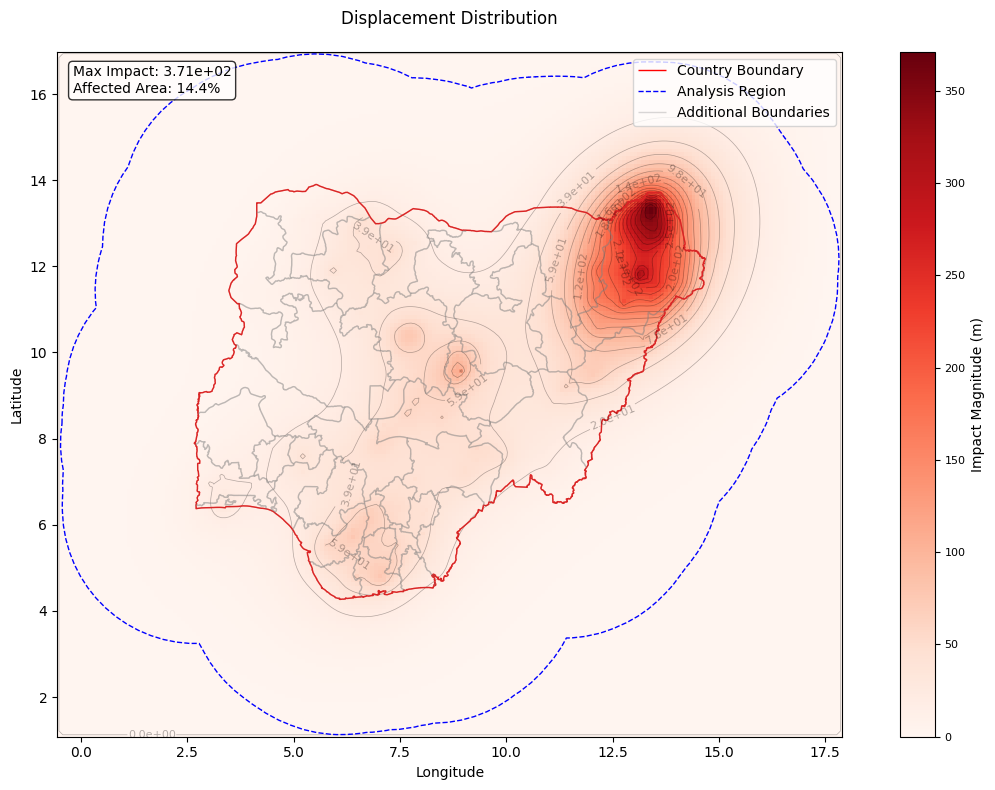 Displacement Distribution
Max Impact: 3.71e+02
Affected Area: 14.4%
Country Boundary
Analysis Region
Additional Boundaries
16
14
12
10
8
6
4
2
Latitude
0.0
2.5
5.0
7.5
10.0
12.5
15.0
17.5
Longitude
3.9e+01
3.9e+01
1.4e+02
9.8e+01
5.9e+01
1.2e+02
2.0e+02
5.9e+01
3.9e+01
5.9e+01
0.0e+00
350
300
250
200
150
100
50
0
Impact Magnitude (m)